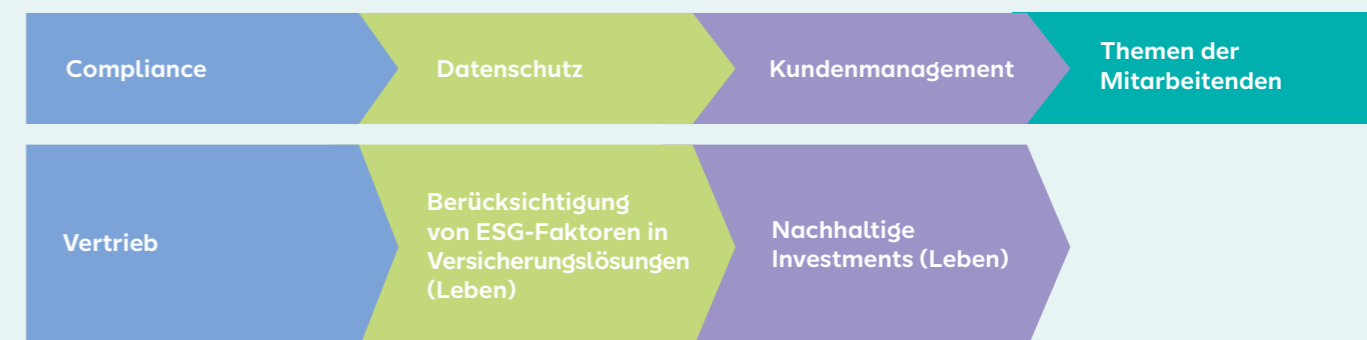 Compliance
Datenschutz
Kundenmanagement
Themen der
Mitarbeitenden
Vertrieb
Berücksichtigung
von ESG-Faktoren in
Versicherungslösungen
(Leben)
Nachhaltige
Investments (Leben)